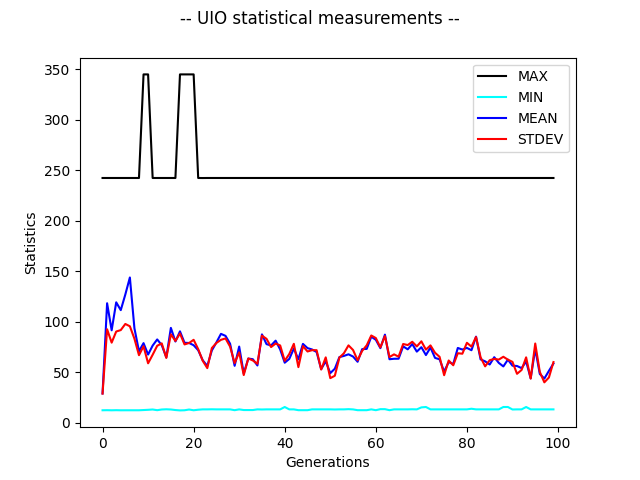 -- UIO statistical measurements --
350
300
250
200
150
100
50
0
Statistics
MAX
MIN
MEAN
STDEV
0 20 40 60 80 100
Generations